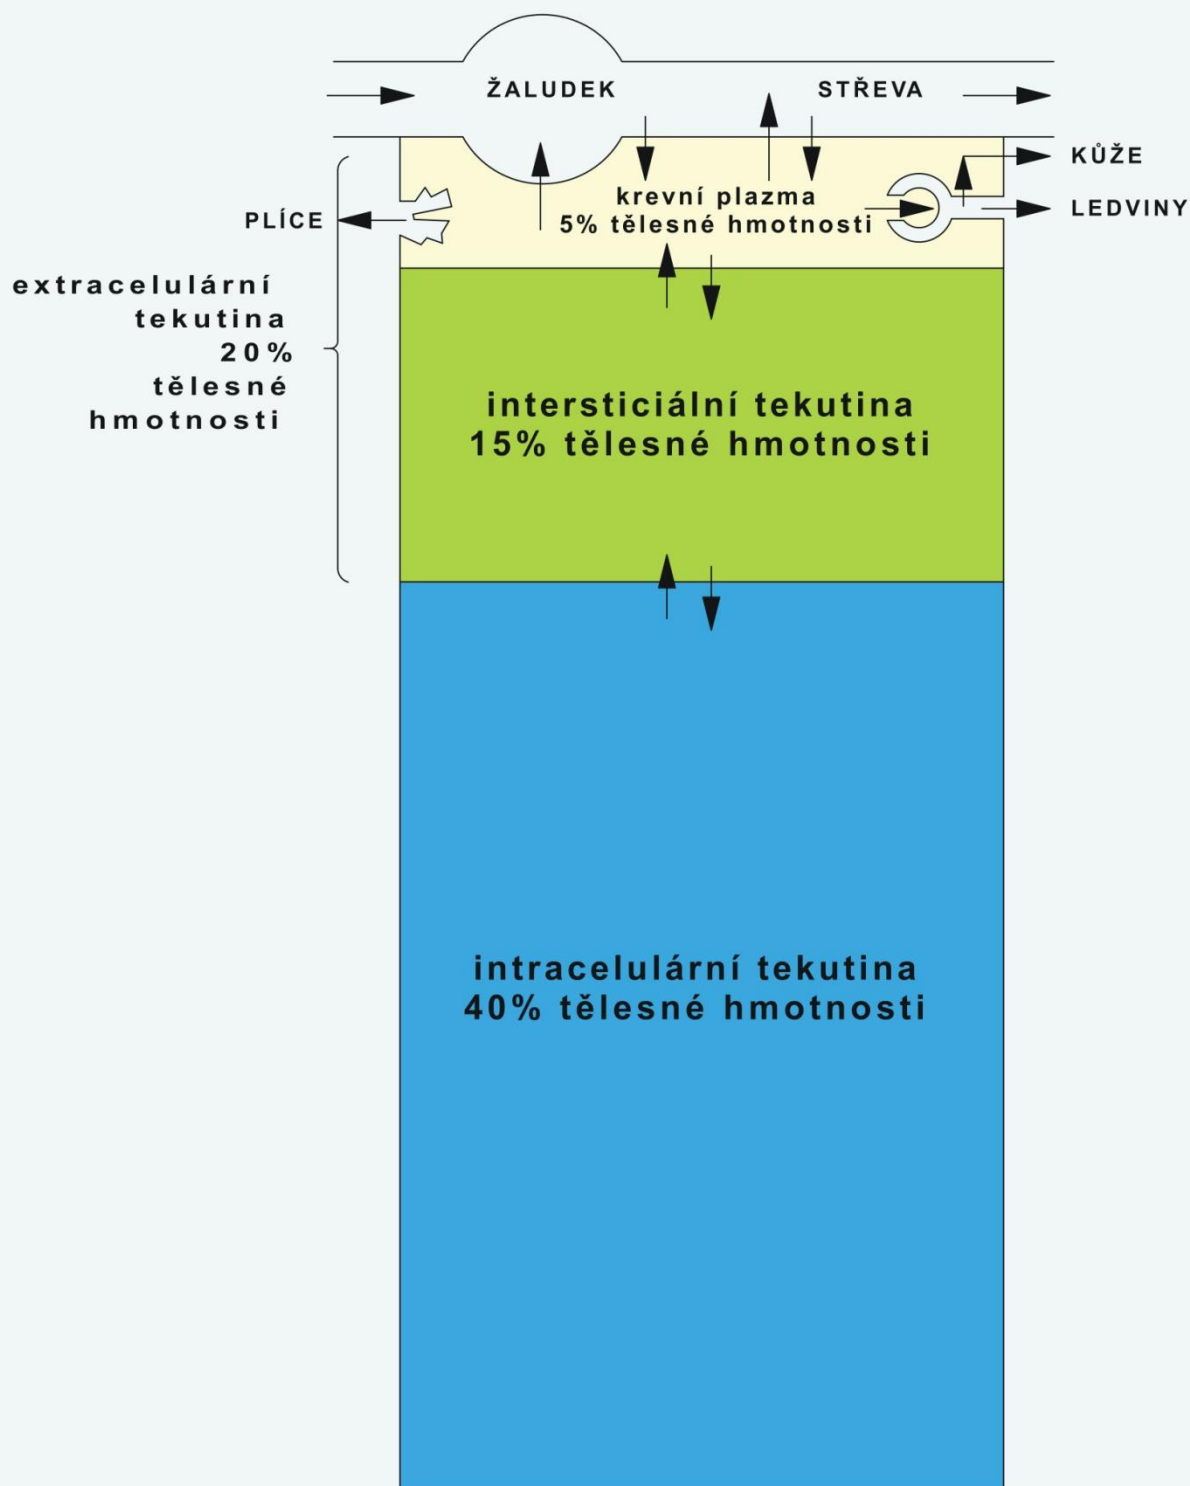 ŽALUDEK
STŘEVA
KŮŽE
krevní plazma
5% tělesné hmotnosti
LEDVINY
PLÍCE
extracelulární
tekutina
20%
tělesné
hmotnosti
intersticiální tekutina
15% tělesné hmotnosti
intracelulární tekutina
40% tělesné hmotnosti